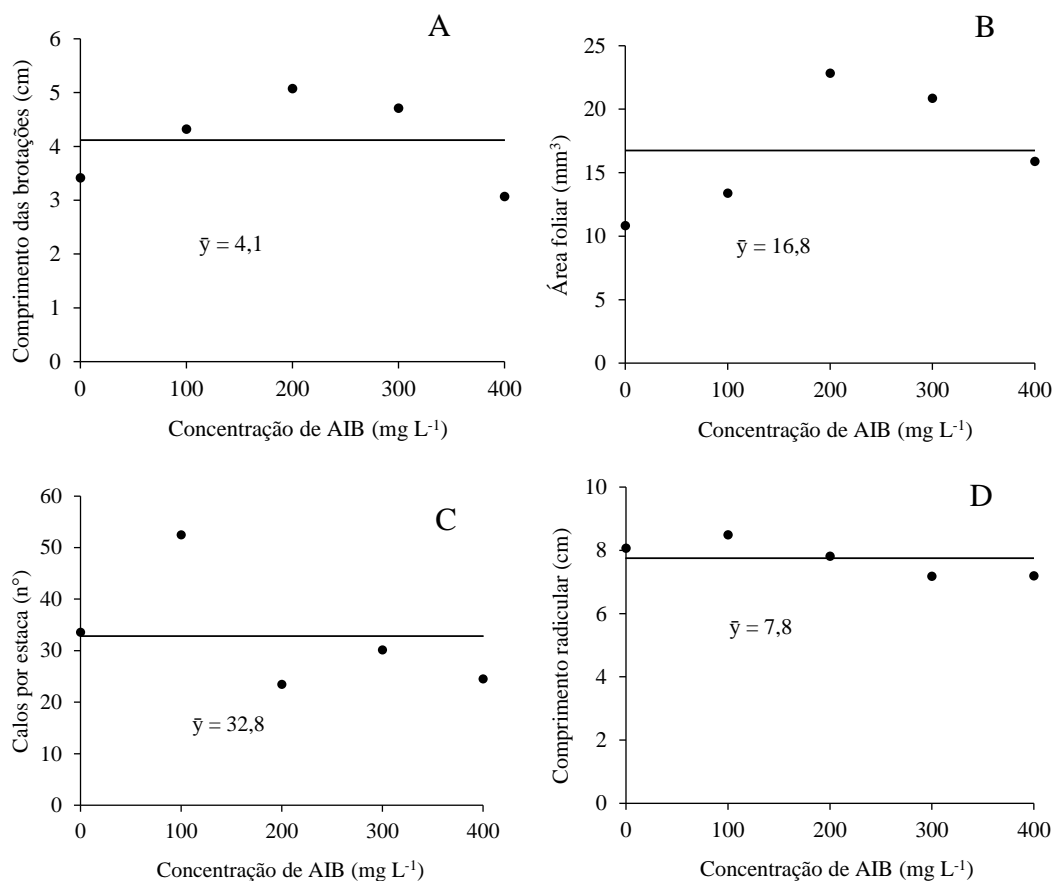 A
Comprimento das brotações (cm)
6
5
4
3
2
1
0
ȳ = 4,1
0 100 200 300 400
Concentração de AIB (mg L-1)
B
Área foliar (mm3)
25
20
15
10
5
0
ȳ = 16,8
0 100 200 300 400
Concentração de AIB (mg L-1)
C
Calos por estaca (n°)
60
50
40
30
20
10
0
ȳ = 32,8
0 100 200 300 400
Concentração de AIB (mg L-1)
D
Comprimento radicular (cm)
10
8
6
4
2
0
ȳ = 7,8
0 100 200 300 400
Concentração de AIB (mg L-1)